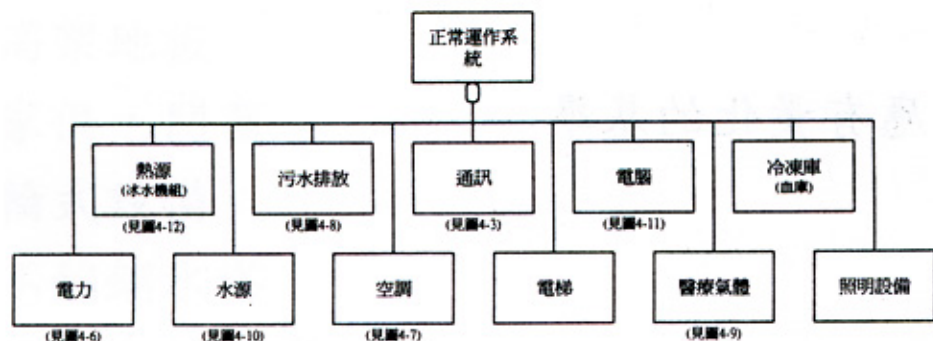 正常運作系
統
熱源
(冰水機組)
(見圖4-12)
污水排放
(見圖4-8)
通訊
(見圖4-3)
電腦
(見圖4-11)
冷凍庫
(血庫)
電力
(見圖4-6)
水源
(見圖4-10)
空調
(見圖4-7)
電梯
醫療氣體
(見圖4-9)
照明設備